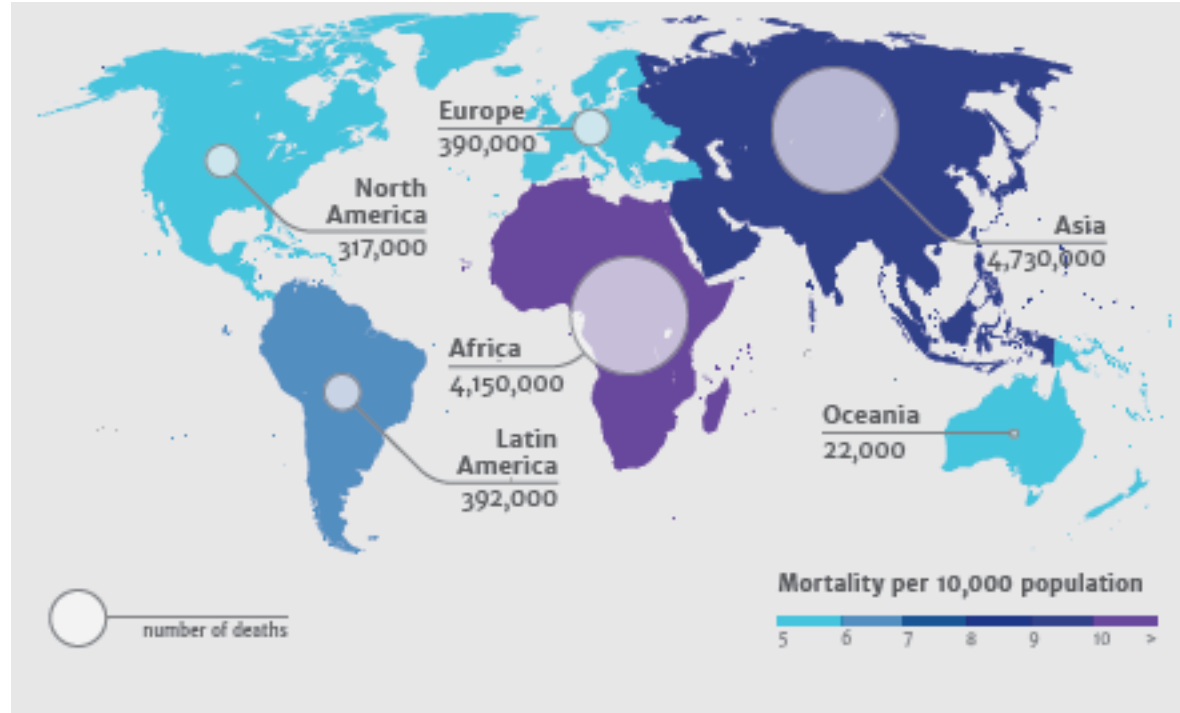 Europe
390,000
North
America
317,000
Asia
4,730,000
Africa
4,150,000
Oceania
22,000
Latin
America
392,000
Mortality per 10,000 population
5 6 7 8 9 10 >
number of deaths